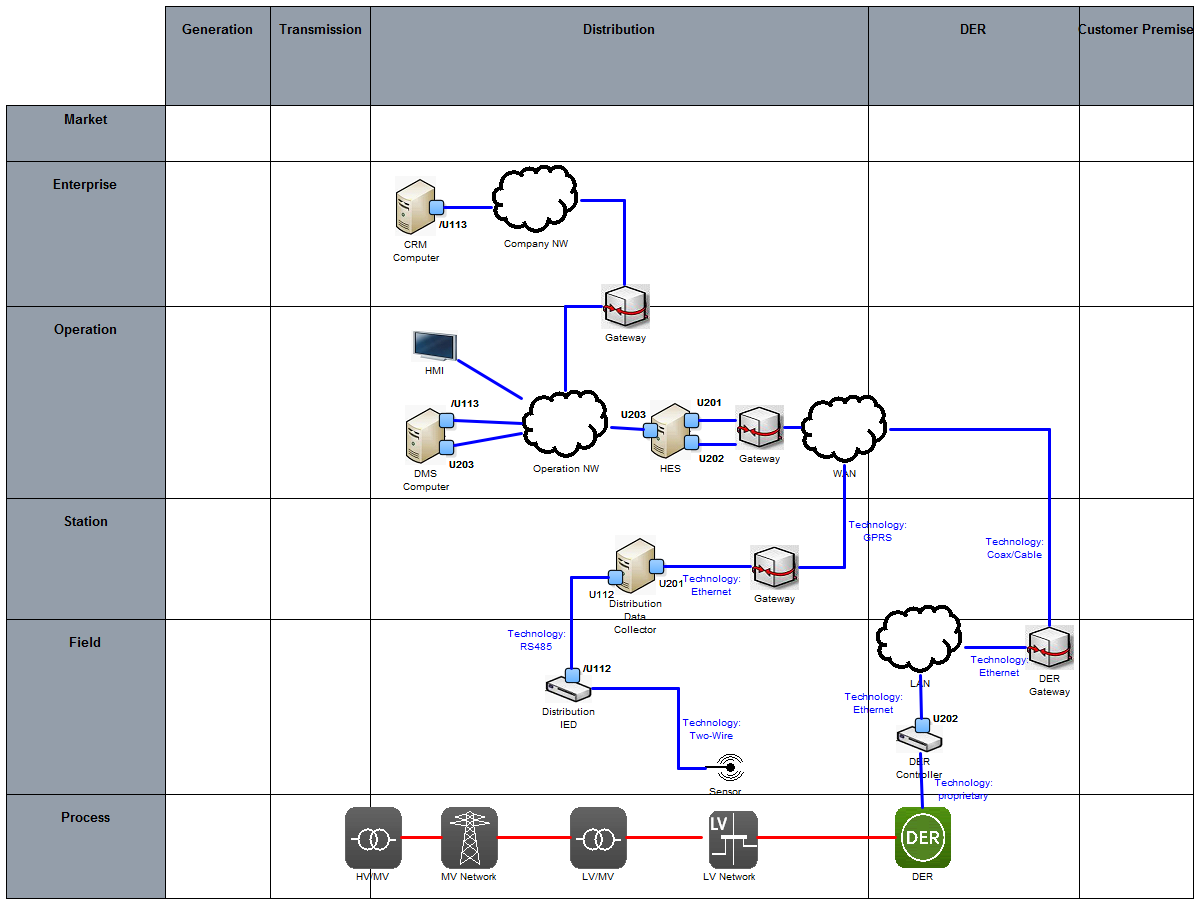 Generation
Transmission
Distribution
DER
Customer Premise
Market
Enterprise
/U113
CRM
Computer
Company NW
Operation
Gateway
HMI
/U113
U203
DMS
Computer
Operation NW
U203
U201
U202
HES
Gateway
WAN
Station
Technology:
GPRS
Technology:
Coax/Cable
U112
U201
Distribution
Data
Collector
Technology:
Ethernet
Gateway
Field
Technology:
RS485
/U112
Distribution
IED
Technology:
Two-Wire
Sensor
LAN
Technology:
Ethernet
DER
Gateway
Technology:
Ethernet
U202
DER
Controller
Technology:
proprietary
Process
HV/MV
MV Network
LV/MV
LV
LV Network
DER
DER